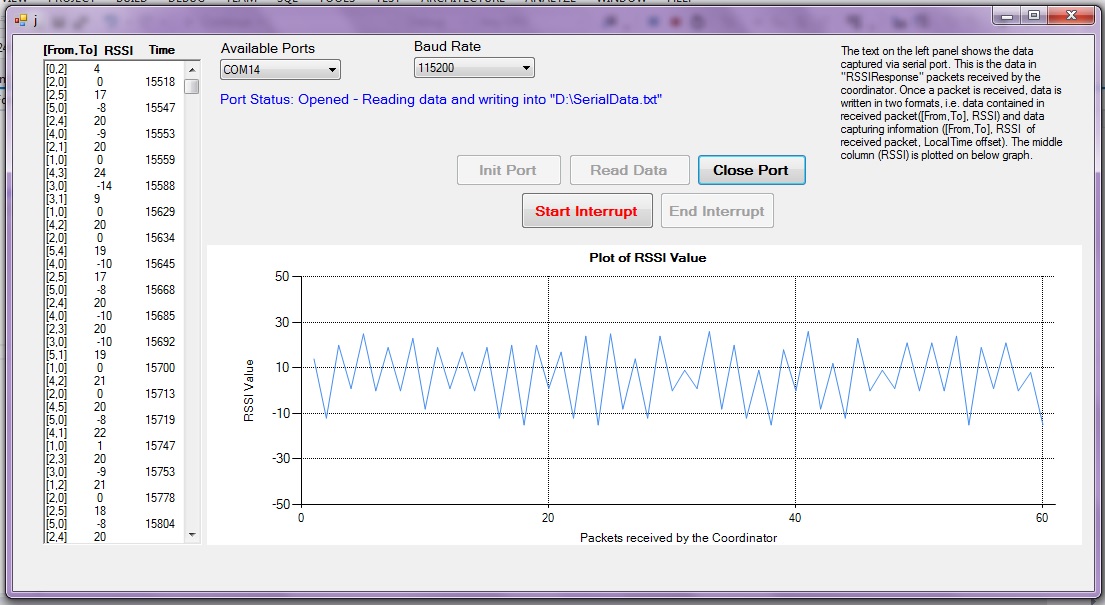 VIEW PROJECT BUILD DEBUG TEAM SQL TOOLS TEST ARCHITECTURE ANALYZE WINDOW HELP
j
[From,To] RSSI Time
[0,2] 4
[2,0] 0 15518
[2,5] 17
[5,0] -8 15547
[2,4] 20
[4,0] -9 15553
[2,1] 20
[1,0] 0 15559
[4,3] 24
[3,0] -14 15588
[3,1] 9
[1,0] 0 15629
[4,2] 20
[2,0] 0 15634
[5,4] 19
[4,0] -10 15645
[2,5] 17
[5,0] -8 15668
[2,4] 20
[4,0] -10 15685
[2,3] 20
[3,0] -10 15692
[5,1] 19
[1,0] 0 15700
[4,2] 21
[2,0] 0 15713
[4,5] 20
[5,0] -8 15719
[4,1] 22
[1,0] 1 15747
[2,3] 20
[3,0] -9 15753
[1,2] 21
[2,0] 0 15778
[2,5] 18
[5,0] -8 15804
[2,4] 20
Available Ports
COM14
Baud Rate
115200
Port Status: Opened - Reading data and writing into "D:\SerialData.txt"
The text on the left panel shows the data
captured via serial port. This is the data in
"RSSIResponse" packets received by the
coordinator. Once a packet is received, data is
written in two formats, i.e. data contained in
received packet([From,To], RSSI) and data
capturing information ([From,To], RSSI of
received packet, LocalTime offset). The middle
column (RSSI) is plotted on below graph.
Init Port
Read Data
Close Port
Start Interrupt
End Interrupt
Plot of RSSI Value
50
30
10
-10
-30
-50
RSSI Value
0
20
40
60
Packets received by the Coordinator